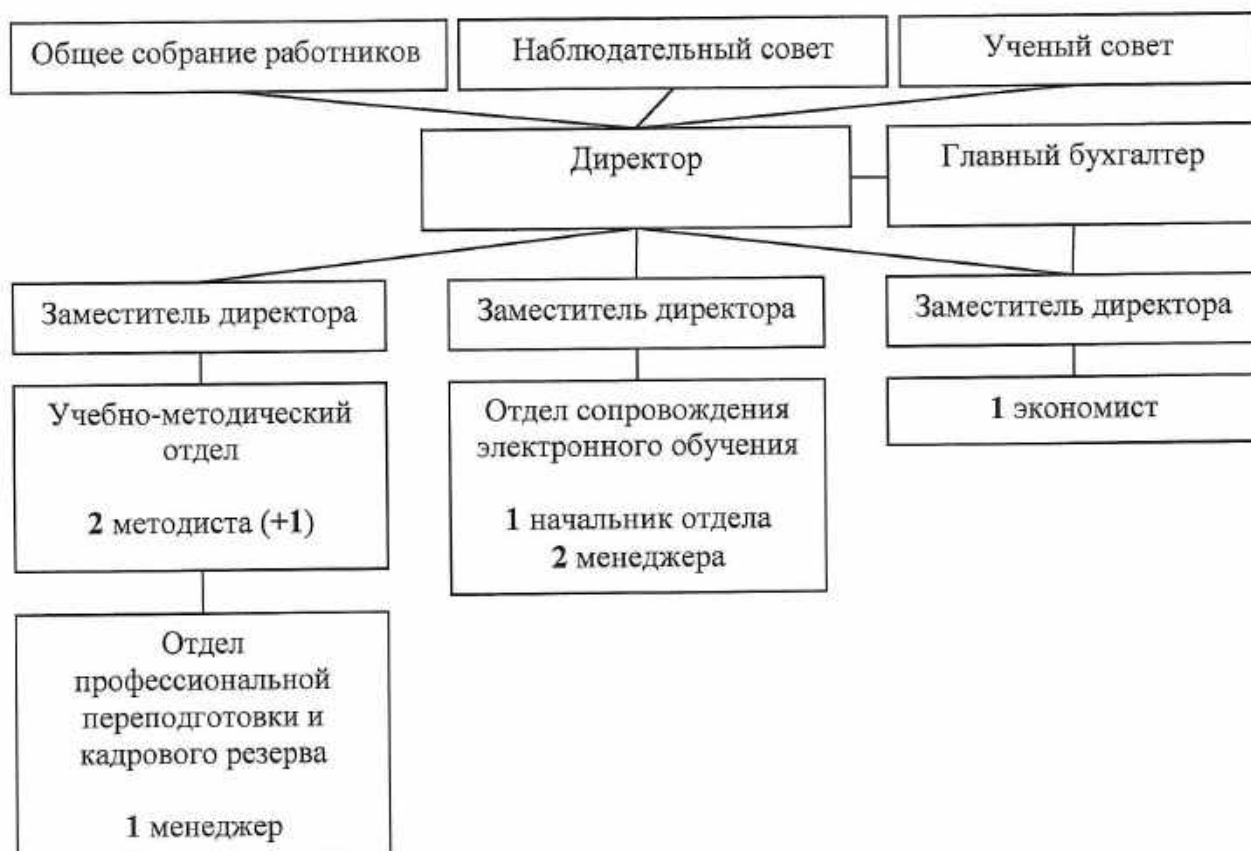 Общее собрание работников
Наблюдательный совет
Ученый совет
Директор
Главный бухгалтер
Заместитель директора
Заместитель директора
Заместитель директора
Учебно-методический
отдел
2 методиста (+1)
Отдел сопровождения
электронного обучения
1 начальник отдела
2 менеджера
1 экономист
Отдел
профессиональной
переподготовки и
кадрового резерва
1 менеджер